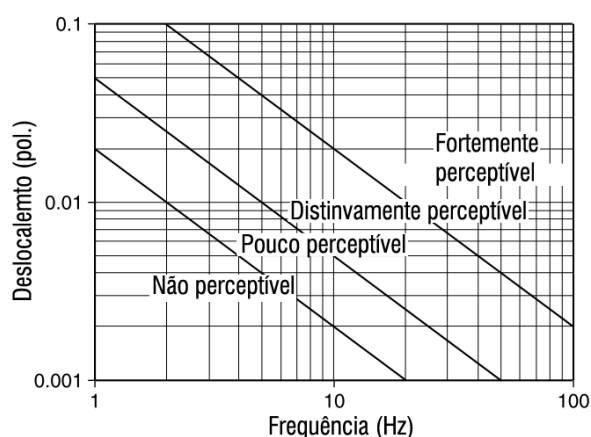 0.1
Deslocalemto (pol.)
0.01
0.001
Fortemente
perceptível
Distinvamente perceptível
Pouco perceptível
Não perceptível
1
10
100
Frequência (Hz)